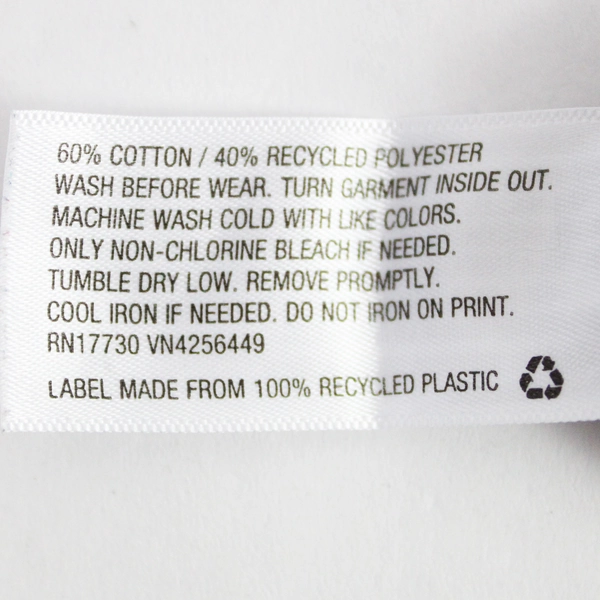 60% COTTON / 40% RECYCLED POLYESTER
WASH BEFORE WEAR. TURN GARMENT INSIDE OUT.
MACHINE WASH COLD WITH LIKE COLORS.
ONLY NON-CHLORINE BLEACH IF NEEDED.
TUMBLE DRY LOW. REMOVE PROMPTLY.
COOL IRON IF NEEDED. DO NOT IRON ON PRINT.
RN17730 VN4256449
LABEL MADE FROM 100% RECYCLED PLASTIC